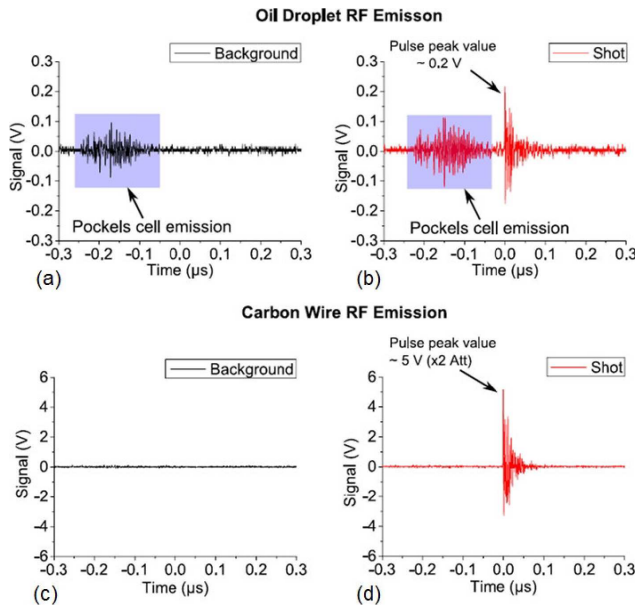 Oil Droplet RF Emisson
Background
0.3
0.2
0.1
0.0
-0.1
-0.2
-0.3
Signal (V)
Pockels cell emission
-0.3 -0.2 -0.1 0.0 0.1 0.2 0.3
Time (µs)
(a)
Pulse peak value
~ 0.2 V
Shot
0.3
0.2
0.1
0.0
-0.1
-0.2
-0.3
Signal (V)
Pockels cell emission
-0.3 -0.2 -0.1 0.0 0.1 0.2 0.3
Time (µs)
(b)
Carbon Wire RF Emission
Background
6
4
2
0
-2
-4
-6
Signal (V)
-0.3 -0.2 -0.1 0.0 0.1 0.2 0.3
Time (µs)
(c)
Pulse peak value
~ 5 V (x2 Att)
Shot
6
4
2
0
-2
-4
-6
Signal (V)
-0.3 -0.2 -0.1 0.0 0.1 0.2 0.3
Time (µs)
(d)